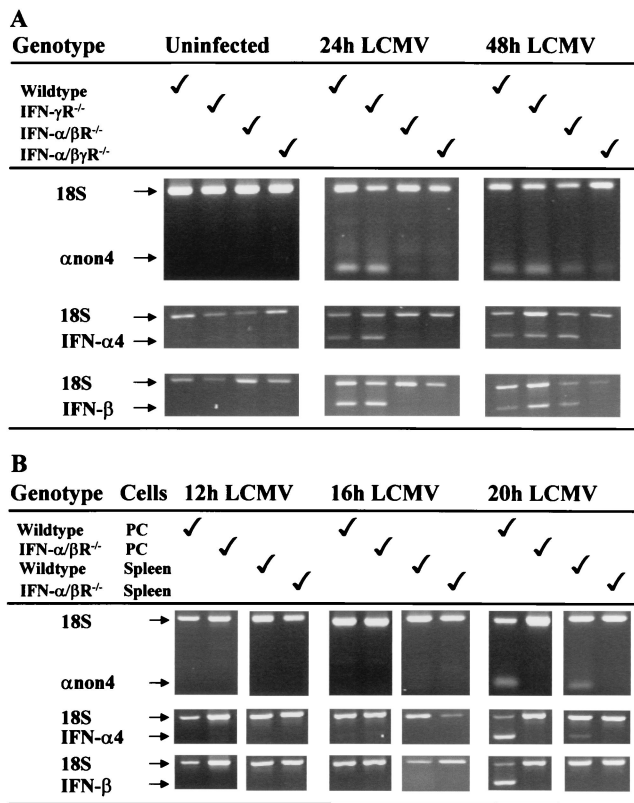 A
Genotype Uninfected 24h LCMV 48h LCMV
Wildtype
IFN-γR-/-
IFN-α/βR-/-
IFN-α/βγR-/-
18S
αnon4
18S
IFN-α4
18S
IFN-β
B
Genotype Cells 12h LCMV 16h LCMV 20h LCMV
Wildtype PC
IFN-α/βR-/- PC
Wildtype Spleen
IFN-α/βR-/- Spleen
18S
αnon4
18S
IFN-α4
18S
IFN-β